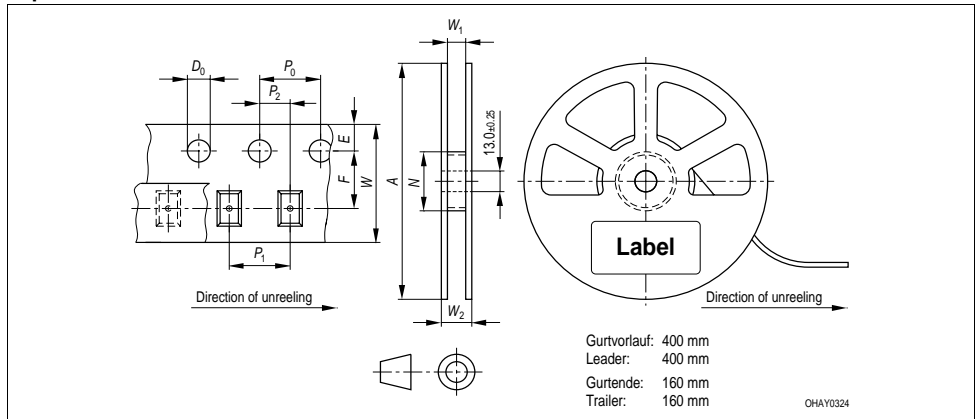 W1
D0
P0
P2
E
F
W
A
N
13.0±0.25
P1
W2
Label
Direction of unreeling
Direction of unreeling
Gurtvorlauf: 400 mm
Leader: 400 mm
Gurtende: 160 mm
Trailer: 160 mm
OHAY0324